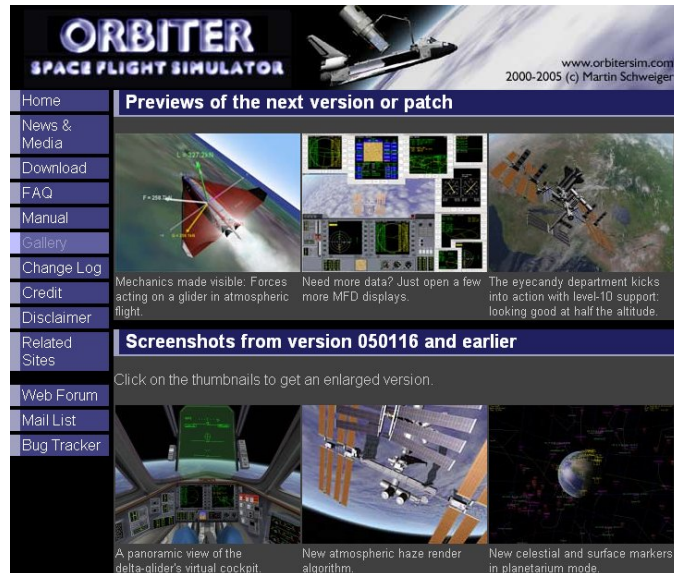 ORBITER
SPACE FLIGHT SIMULATOR
www.orbitersim.com
2000-2005 (c) Martin Schweiger
Home
News &
Media
Download
FAQ
Manual
Gallery
Change Log
Credit
Disclaimer
Related
Sites
Web Forum
Mail List
Bug Tracker
Previews of the next version or patch
Mechanics made visible: Forces
acting on a glider in atmospheric
flight.
Need more data? Just open a few
more MFD displays.
The eyecandy department kicks
into action with level-10 support:
looking good at half the altitude.
Screenshots from version 050116 and earlier
Click on the thumbnails to get an enlarged version.
A panoramic view of the
delta-glider's virtual cockpit.
New atmospheric haze render
algorithm.
New celestial and surface markers
in planetarium mode.